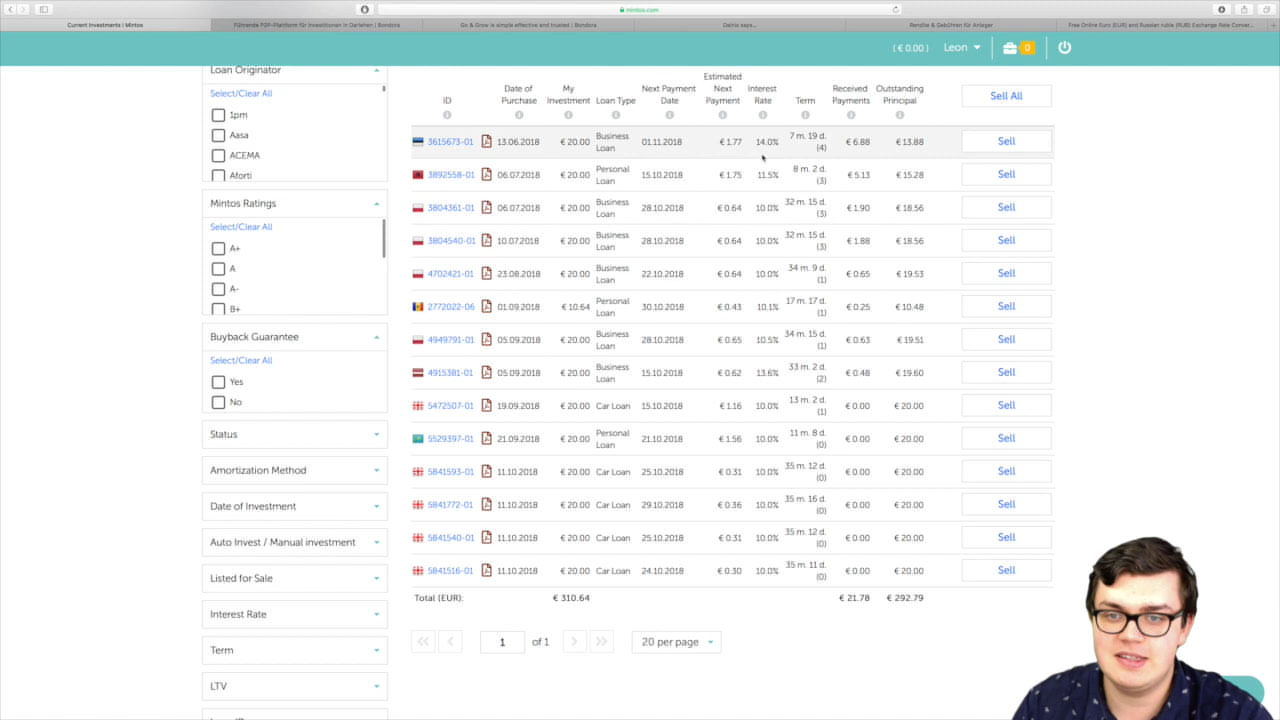 mintos.com
Current Investments | Mintos
Führende P2P-Plattform für Investitionen in Darlehen | Bondora
Go & Grow is simple effective and trusted | Bondora
Osiris says...
Rendite & Gebühren für Anleger
Free Online Euro (EUR) and Russian ruble (RUB) Exchange Rate Conver...
( € 0.00 ) Leon 0
Loan Originator
Select/Clear All
1pm
Aasa
ACEMA
Aforti
Mintos Ratings
Select/Clear All
A+
A
A-
B+
Buyback Guarantee
Select/Clear All
Yes
No
Status
Amortization Method
Date of Investment
Auto Invest / Manual investment
Listed for Sale
Interest Rate
Term
LTV
ID Date of Purchase My Investment Loan Type Next Payment Date Estimated Next Payment Interest Rate Term Received Payments Outstanding Principal Sell All
3615673-01 13.06.2018 € 20.00 Business Loan 01.11.2018 € 1.77 14.0% 7 m. 19 d. (4) € 6.88 € 13.88 Sell
3892558-01 06.07.2018 € 20.00 Personal Loan 15.10.2018 € 1.75 11.5% 8 m. 2 d. (3) € 5.13 € 15.28 Sell
3804361-01 06.07.2018 € 20.00 Business Loan 28.10.2018 € 0.64 10.0% 32 m. 15 d. (3) € 1.90 € 18.56 Sell
3804540-01 10.07.2018 € 20.00 Business Loan 28.10.2018 € 0.64 10.0% 32 m. 15 d. (3) € 1.88 € 18.56 Sell
4702421-01 23.08.2018 € 20.00 Business Loan 22.10.2018 € 0.64 10.0% 34 m. 9 d. (1) € 0.65 € 19.53 Sell
2772022-06 01.09.2018 € 10.64 Personal Loan 30.10.2018 € 0.43 10.1% 17 m. 17 d. (1) € 0.25 € 10.48 Sell
4949791-01 05.09.2018 € 20.00 Business Loan 28.10.2018 € 0.65 10.5% 34 m. 15 d. (1) € 0.63 € 19.51 Sell
4915381-01 05.09.2018 € 20.00 Business Loan 15.10.2018 € 0.62 13.6% 33 m. 2 d. (2) € 0.48 € 19.60 Sell
5472507-01 19.09.2018 € 20.00 Car Loan 15.10.2018 € 1.16 10.0% 13 m. 2 d. (1) € 0.00 € 20.00 Sell
5529397-01 21.09.2018 € 20.00 Personal Loan 21.10.2018 € 1.56 10.0% 11 m. 8 d. (0) € 0.00 € 20.00 Sell
5841593-01 11.10.2018 € 20.00 Car Loan 25.10.2018 € 0.31 10.0% 35 m. 12 d. (0) € 0.00 € 20.00 Sell
5841772-01 11.10.2018 € 20.00 Car Loan 29.10.2018 € 0.36 10.0% 35 m. 16 d. (0) € 0.00 € 20.00 Sell
5841540-01 11.10.2018 € 20.00 Car Loan 25.10.2018 € 0.31 10.0% 35 m. 12 d. (0) € 0.00 € 20.00 Sell
5841516-01 11.10.2018 € 20.00 Car Loan 24.10.2018 € 0.30 10.0% 35 m. 11 d. (0) € 0.00 € 20.00 Sell
Total (EUR): € 310.64 € 21.78 € 292.79
1 of 1 20 per page